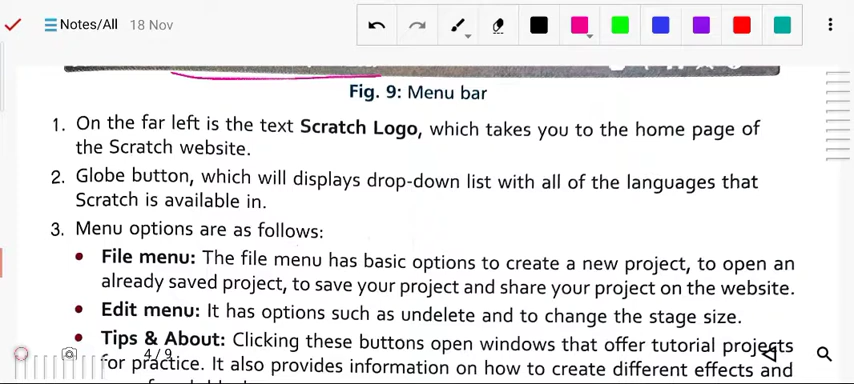 Notes/All 18 Nov
Fig. 9: Menu bar
1. On the far left is the text Scratch Logo, which takes you to the home page of
the Scratch website.
2. Globe button, which will displays drop-down list with all of the languages that
Scratch is available in.
3. Menu options are as follows:
• File menu: The file menu has basic options to create a new project, to open an
already saved project, to save your project and share your project on the website.
• Edit menu: It has options such as undelete and to change the stage size.
• Tips & About: Clicking these buttons open windows that offer tutorial projects
for practice. It also provides information on how to create different effects and
4/9